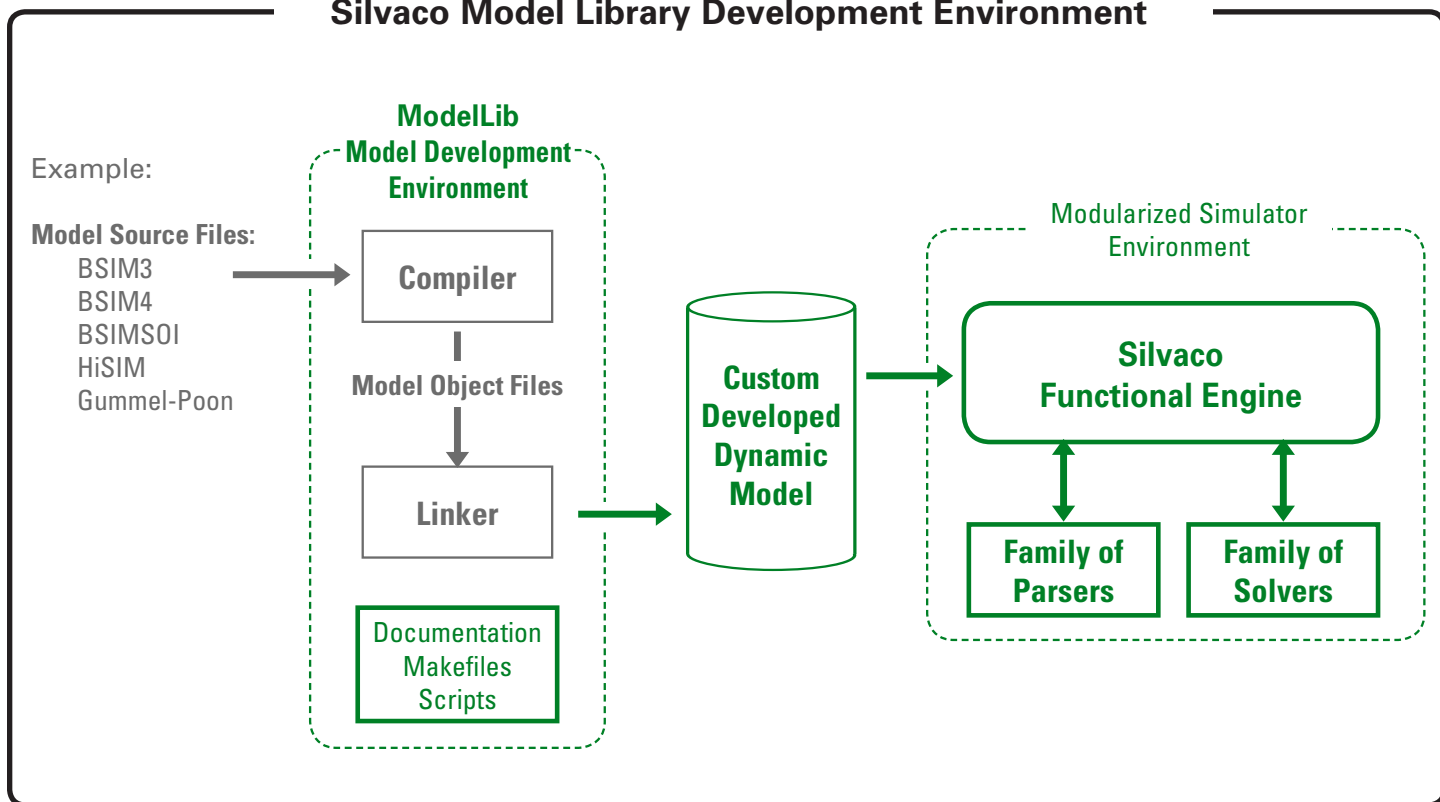 Silvaco Model Library Development Environment
Example:
Model Source Files:
BSIM3
BSIM4
BSIMSOI
HiSIM
Gummel-Poon
ModelLib
Model Development
Environment
Compiler
Model Object Files
Linker
Documentation
Makefiles
Scripts
Custom
Developed
Dynamic
Model
Modularized Simulator
Environment
Silvaco
Functional Engine
Family of
Parsers
Family of
Solvers